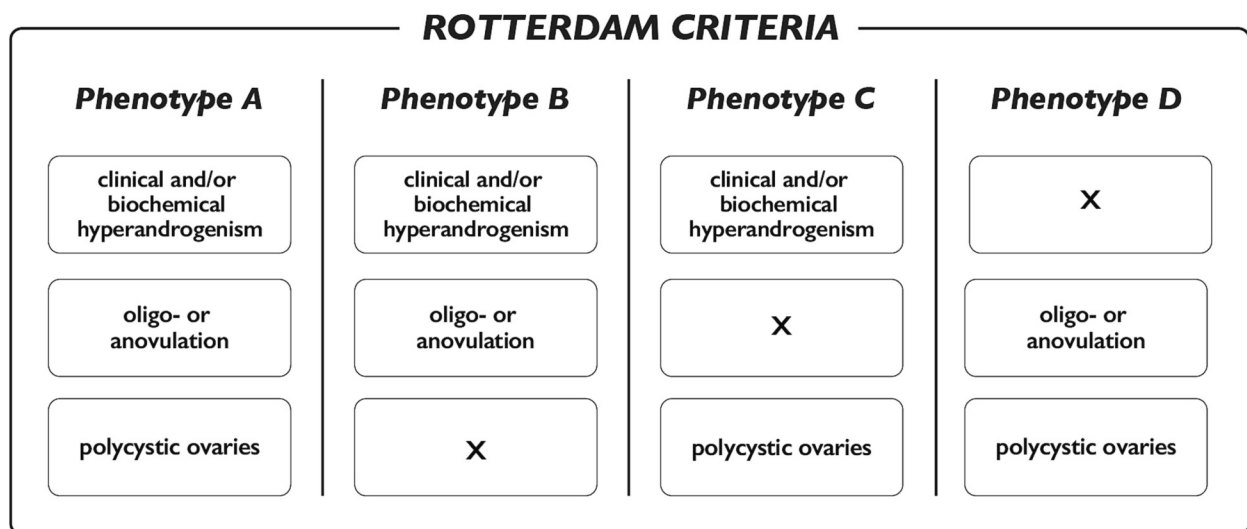 ROTTERDAM CRITERIA
Phenotype A
clinical and/or
biochemical
hyperandrogenism
oligo- or
anovulation
polycystic ovaries
Phenotype B
clinical and/or
biochemical
hyperandrogenism
oligo- or
anovulation
X
Phenotype C
clinical and/or
biochemical
hyperandrogenism
X
polycystic ovaries
Phenotype D
X
oligo- or
anovulation
polycystic ovaries